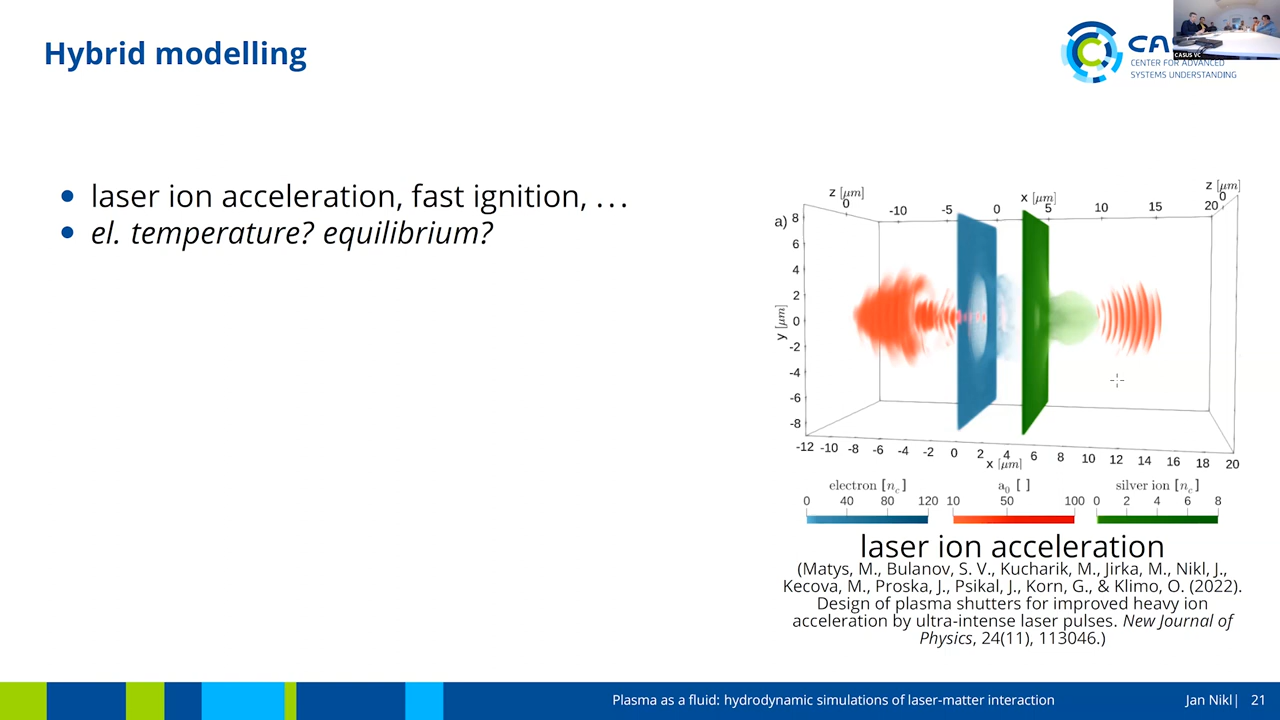 Hybrid modelling
CA
CENTER FOR ADVANCED
SYSTEMS UNDERSTANDING
CASUS VC
• laser ion acceleration, fast ignition, …
• el. temperature? equilibrium?
a)
z [μm]
0
x [μm]
z [μm]
0
-10 -5 0 5 10 15 20
8
6
4
2
0
-2
-4
-6
-8
y [μm]
-12 -10 -8 -6 -4 -2 0 2 4 6 8 10 12 14 16 18 20
x [μm]
electron [n_c]
0 40 80 120
a_0 [ ]
10 50 100
silver ion [n_c]
0 2 4 6 8
laser ion acceleration
(Matys, M., Bulanov, S. V., Kucharik, M., Jirka, M., Nikl, J.,
Kecova, M., Proska, J., Psikal, J., Korn, G., & Klimo, O. (2022).
Design of plasma shutters for improved heavy ion
acceleration by ultra-intense laser pulses. New Journal of
Physics, 24(11), 113046.)
Plasma as a fluid: hydrodynamic simulations of laser-matter interaction
Jan Nikl| 21